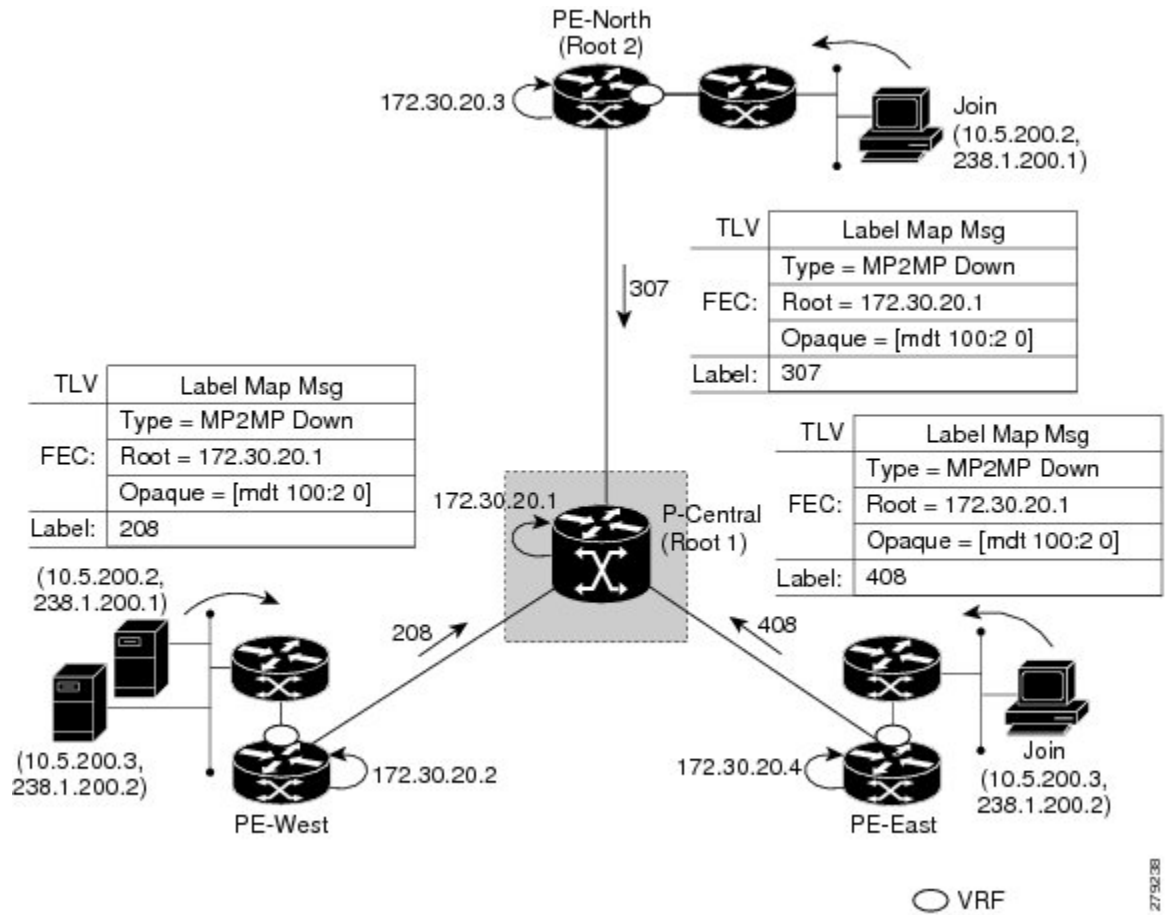 PE-North
(Root 2)
172.30.20.3
Join
(10.5.200.2,
238.1.200.1)
TLV Label Map Msg
Type = MP2MP Down
FEC: Root = 172.30.20.1
Opaque = [mdt 100:2 0]
Label: 307
307
TLV Label Map Msg
Type = MP2MP Down
FEC: Root = 172.30.20.1
Opaque = [mdt 100:2 0]
Label: 208
TLV Label Map Msg
Type = MP2MP Down
FEC: Root = 172.30.20.1
Opaque = [mdt 100:2 0]
Label: 408
172.30.20.1
P-Central
(Root 1)
(10.5.200.2,
238.1.200.1)
208
408
(10.5.200.3,
238.1.200.2)
172.30.20.2
PE-West
172.30.20.4
PE-East
Join
(10.5.200.3,
238.1.200.2)
VRF
279238